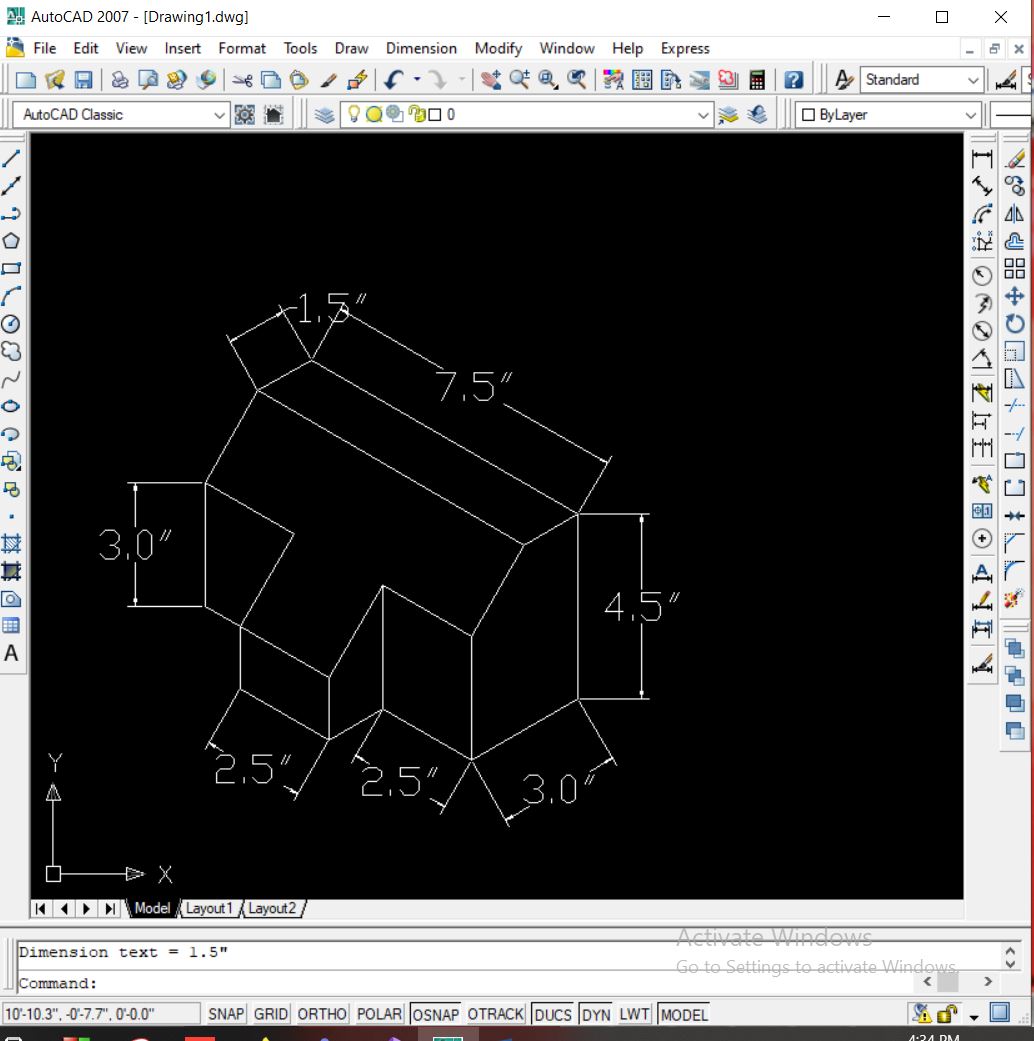 AutoCAD 2007 - [Drawing1.dwg]
File Edit View Insert Format Tools Draw Dimension Modify Window Help Express
Standard
AutoCAD Classic 0 ByLayer
1.5"
7.5"
3.0"
4.5"
2.5"
2.5"
3.0"
Y
X
A
Model Layout1 Layout2
Activate Windows
Dimension text = 1.5"
Go to Settings to activate Windows.
Command:
10'-10.3", -0'-7.7", 0'-0.0" SNAP GRID ORTHO POLAR OSNAP OTRACK DUCS DYN LWT MODEL
4:34 PM